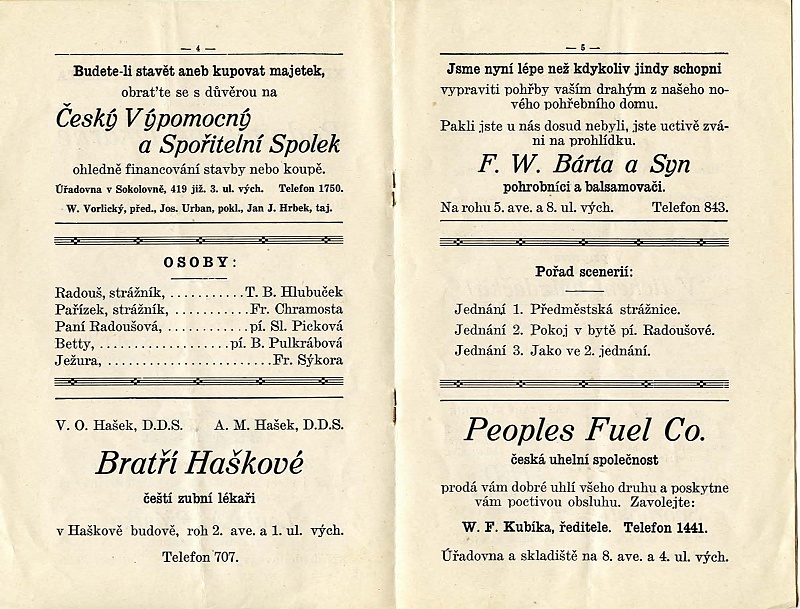 — 4 —
Budete-li stavět aneb kupovat majetek,
obraťte se s důvěrou na
Český Výpomocný
a Spořitelní Spolek
ohledně financování stavby nebo koupě.
Úřadovna v Sokolovně, 419 již. 3. ul. vých. Telefon 1750.
W. Vorlický, před., Jos. Urban, pokl., Jan J. Hrbek, taj.
OSOBY:
Radouš, strážník, ........... T. B. Hlubuček
Pařízek, strážník, .......... Fr. Chramosta
Paní Radoušová, ............ pí. Sl. Picková
Betty, .................. pí. B. Pulkrábová
Ježura, ....................... Fr. Sýkora
V. O. Hašek, D.D.S. A. M. Hašek, D.D.S.
Bratří Haškové
čeští zubní lékaři
v Haškově budově, roh 2. ave. a 1. ul. vých.
Telefon 707.
— 5 —
Jsme nyní lépe než kdykoliv jindy schopni
vypraviti pohřby vaším drahým z našeho no-
vého pohřebního domu.
Pakli jste u nás dosud nebyli, jste uctivě zvá-
ni na prohlídku.
F. W. Bárta a Syn
pohrobníci a balsamovači.
Na rohu 5. ave. a 8. ul. vých. Telefon 843.
Pořad scenerií:
Jednání 1. Předměstská strážnice.
Jednání 2. Pokoj v bytě pí. Radoušové.
Jednání 3. Jako ve 2. jednání.
Peoples Fuel Co.
česká uhelní společnost
prodá vám dobré uhlí všeho druhu a poskytne
vám poctivou obsluhu. Zavolejte:
W. F. Kubíka, ředitele. Telefon 1441.
Úřadovna a skladiště na 8. ave. a 4. ul. vých.